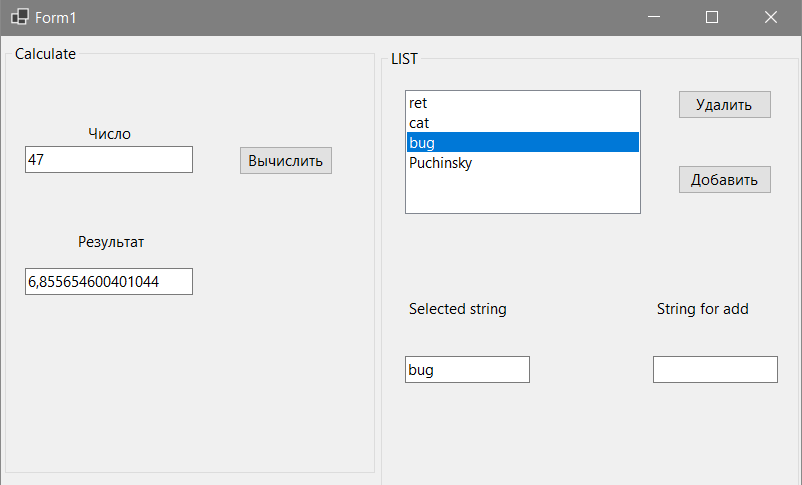 Form1
Calculate
Число
47
Вычислить
Результат
6,855654600401044
LIST
ret
cat
bug
Puchinsky
Удалить
Добавить
Selected string
String for add
bug